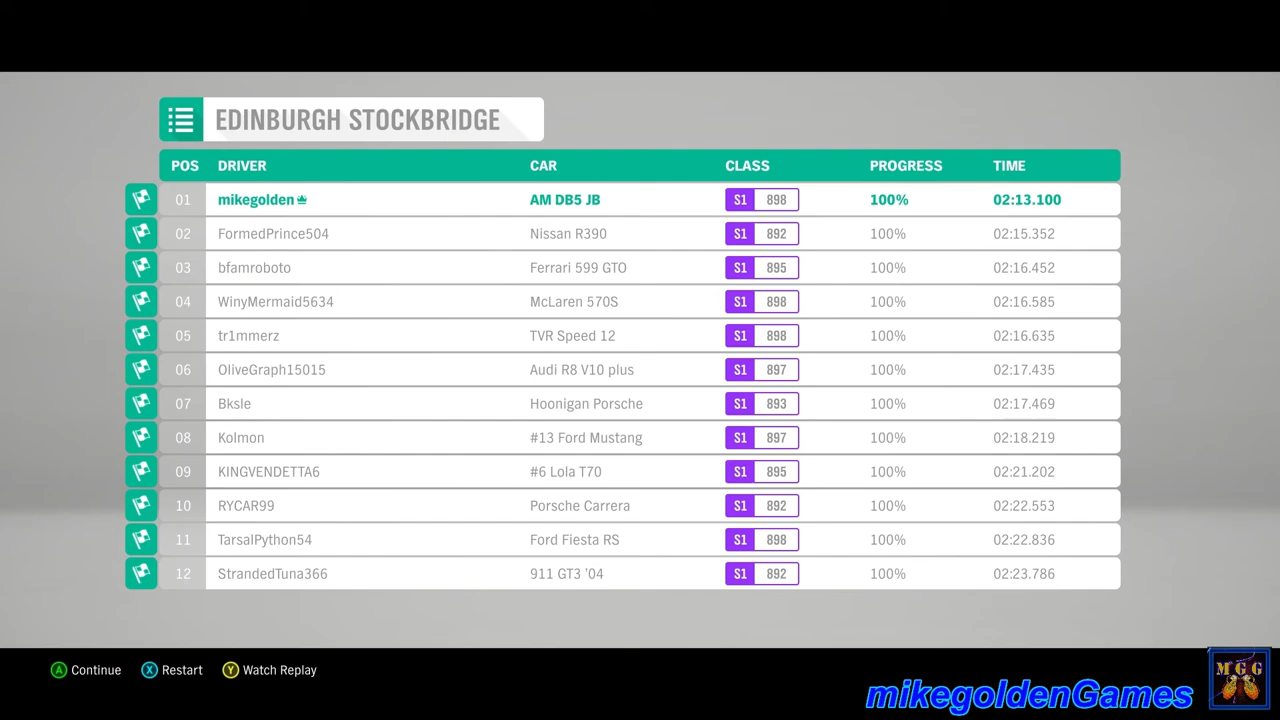 EDINBURGH STOCKBRIDGE
POS DRIVER CAR CLASS PROGRESS TIME
01 mikegolden AM DB5 JB S1 898 100% 02:13.100
02 FormedPrince504 Nissan R390 S1 892 100% 02:15.352
03 bfamroboto Ferrari 599 GTO S1 895 100% 02:16.452
04 WinyMermaid5634 McLaren 570S S1 898 100% 02:16.585
05 tr1mmerz TVR Speed 12 S1 898 100% 02:16.635
06 OliveGraph15015 Audi R8 V10 plus S1 897 100% 02:17.435
07 Bksle Hoonigan Porsche S1 893 100% 02:17.469
08 Kolmon #13 Ford Mustang S1 897 100% 02:18.219
09 KINGVENDETTA6 #6 Lola T70 S1 895 100% 02:21.202
10 RYCAR99 Porsche Carrera S1 892 100% 02:22.553
11 TarsalPython54 Ford Fiesta RS S1 898 100% 02:22.836
12 StrandedTuna366 911 GT3 '04 S1 892 100% 02:23.786
A Continue X Restart Y Watch Replay
mikegoldenGames
MGG